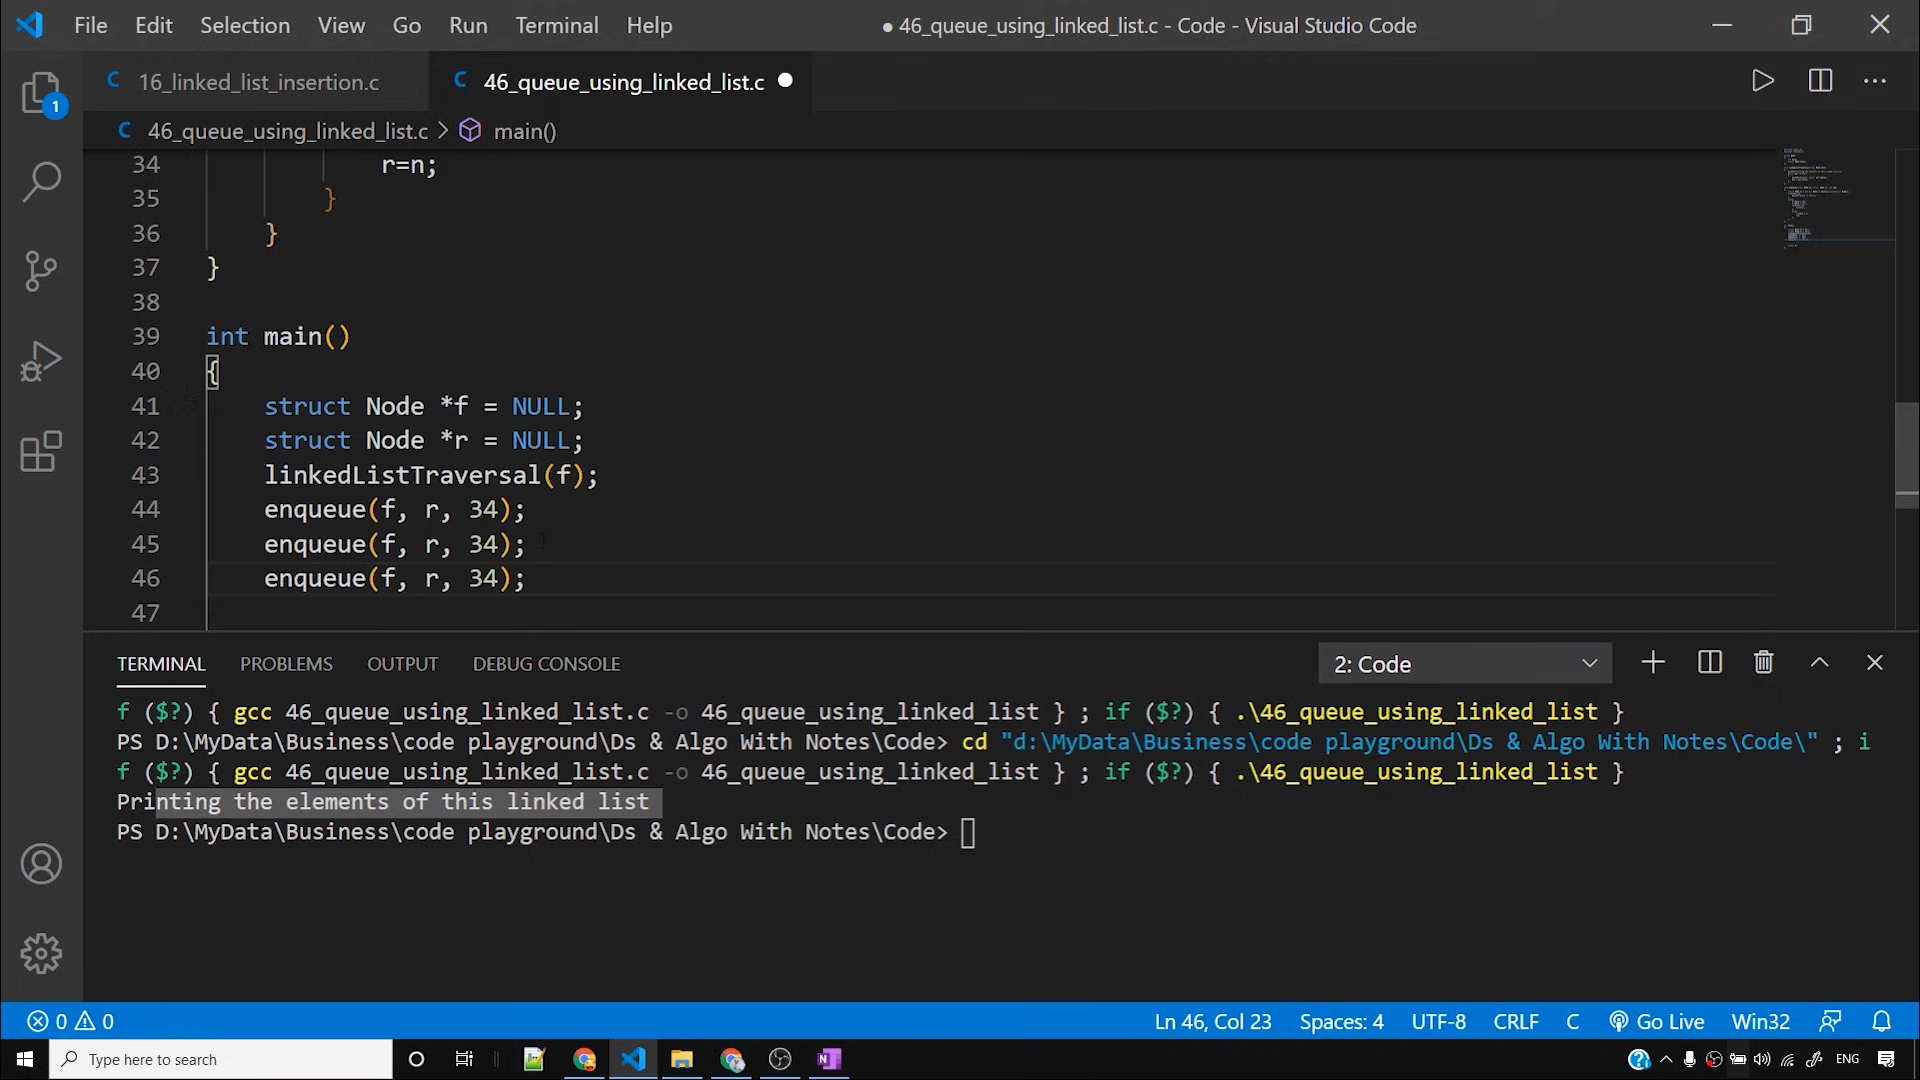 File Edit Selection View Go Run Terminal Help
● 46_queue_using_linked_list.c - Code - Visual Studio Code
C 16_linked_list_insertion.c
C 46_queue_using_linked_list.c ●
1
C 46_queue_using_linked_list.c > main()
34 r=n;
35 }
36 }
37 }
38
39 int main()
40 {
41 struct Node *f = NULL;
42 struct Node *r = NULL;
43 linkedListTraversal(f);
44 enqueue(f, r, 34);
45 enqueue(f, r, 34);
46 enqueue(f, r, 34);
47
TERMINAL PROBLEMS OUTPUT DEBUG CONSOLE
2: Code
f ($?) { gcc 46_queue_using_linked_list.c -o 46_queue_using_linked_list } ; if ($?) { .\46_queue_using_linked_list }
PS D:\MyData\Business\code playground\Ds & Algo With Notes\Code> cd "d:\MyData\Business\code playground\Ds & Algo With Notes\Code\" ; i
f ($?) { gcc 46_queue_using_linked_list.c -o 46_queue_using_linked_list } ; if ($?) { .\46_queue_using_linked_list }
Printing the elements of this linked list
PS D:\MyData\Business\code playground\Ds & Algo With Notes\Code>
0 0
Ln 46, Col 23 Spaces: 4 UTF-8 CRLF C Go Live Win32
Type here to search
ENG